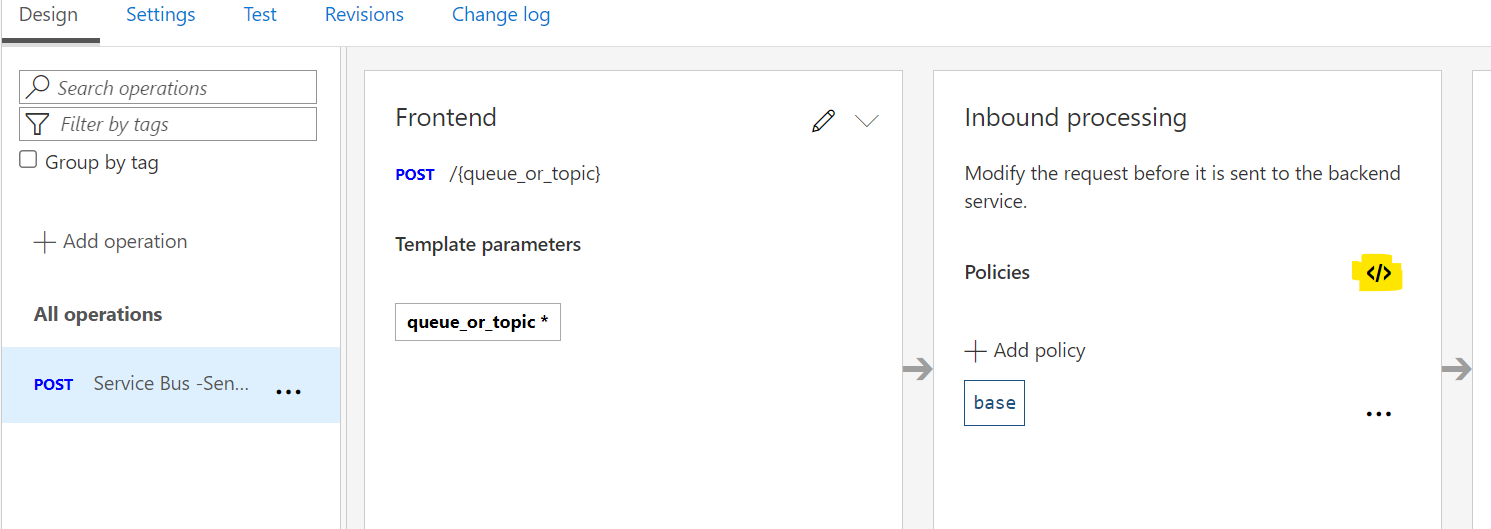 Design
Settings
Test
Revisions
Change log
Search operations
Filter by tags
Group by tag
Add operation
All operations
POST Service Bus -Sen... ...
Frontend
POST /{queue_or_topic}
Template parameters
queue_or_topic *
Inbound processing
Modify the request before it is sent to the backend
service.
Policies </>
Add policy
base ...